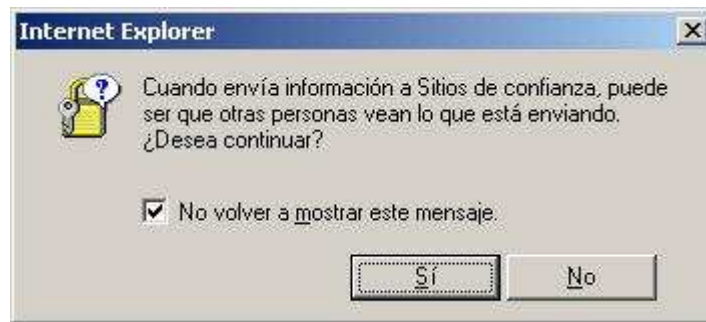 Internet Explorer
Cuando envía información a Sitios de confianza, puede
ser que otras personas vean lo que está enviando.
¿Desea continuar?
No volver a mostrar este mensaje.
Sí
No